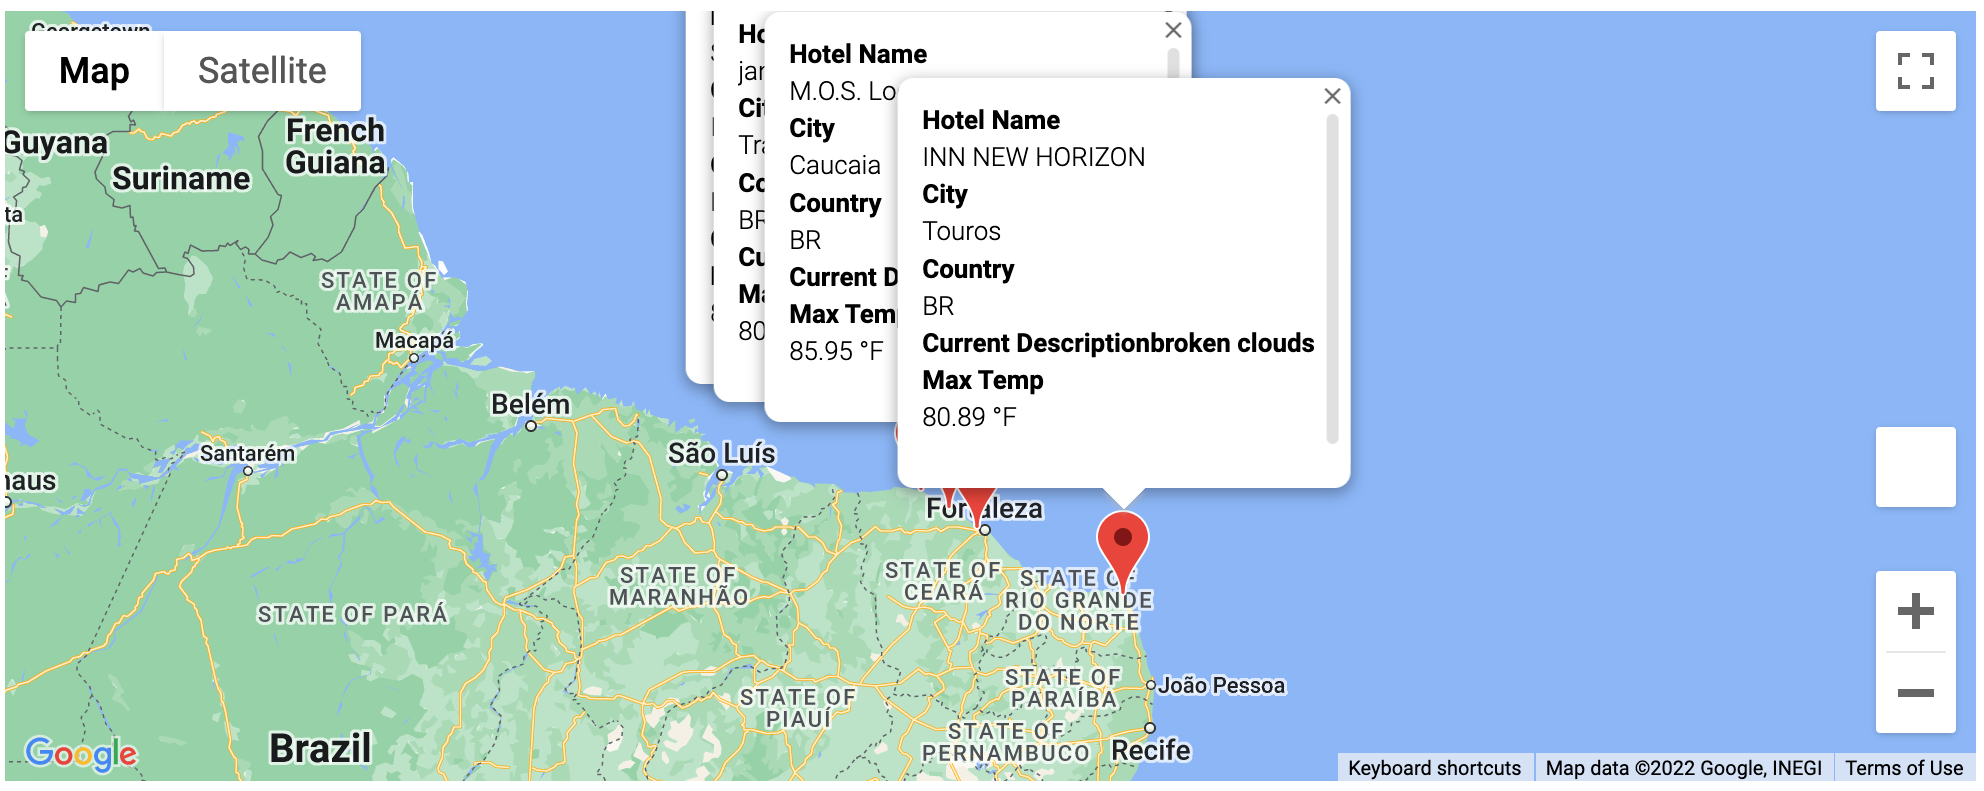 Georgetown
Map
Satellite
Guyana
Suriname
French
Guiana
ta
STATE OF
AMAPÁ
Macapá
Belém
Santarém
São Luís
naus
Fortaleza
STATE OF PARÁ
STATE OF
MARANHÃO
STATE OF
CEARÁ
STATE OF
RIO GRANDE
DO NORTE
STATE OF
PIAUÍ
STATE OF
PARAÍBA
João Pessoa
STATE OF
PERNAMBUCO
Recife
Brazil
Google
Ho
jar
Cit
Tra
Co
BR
Cu
Ma
80
Hotel Name
M.O.S. Lo
City
Caucaia
Country
BR
Current D
Max Temp
85.95 °F
Hotel Name
INN NEW HORIZON
City
Touros
Country
BR
Current Descriptionbroken clouds
Max Temp
80.89 °F
Keyboard shortcuts
Map data ©2022 Google, INEGI
Terms of Use